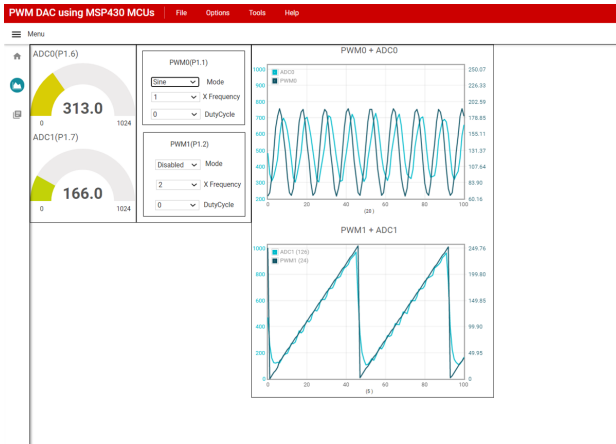 PWM DAC using MSP430 MCUs File Options Tools Help
Menu
ADC0(P1.6)
313.0
0 1024
ADC1(P1.7)
166.0
0 1024
PWM0(P1.1)
Sine Mode
1 X Frequency
0 DutyCycle
PWM1(P1.2)
Disabled Mode
2 X Frequency
0 DutyCycle
PWM0 + ADC0
ADC0
PWM0
1000 250.07
900 226.33
800 202.59
700 178.85
600 155.11
500 131.37
400 107.64
300 83.90
200 60.16
0 20 40 60 80 100
PWM1 + ADC1
ADC1 (126)
PWM1 (24)
1000 249.76
800 199.80
600 149.85
400 99.90
200 49.95
0 0
0 20 40 60 80 100